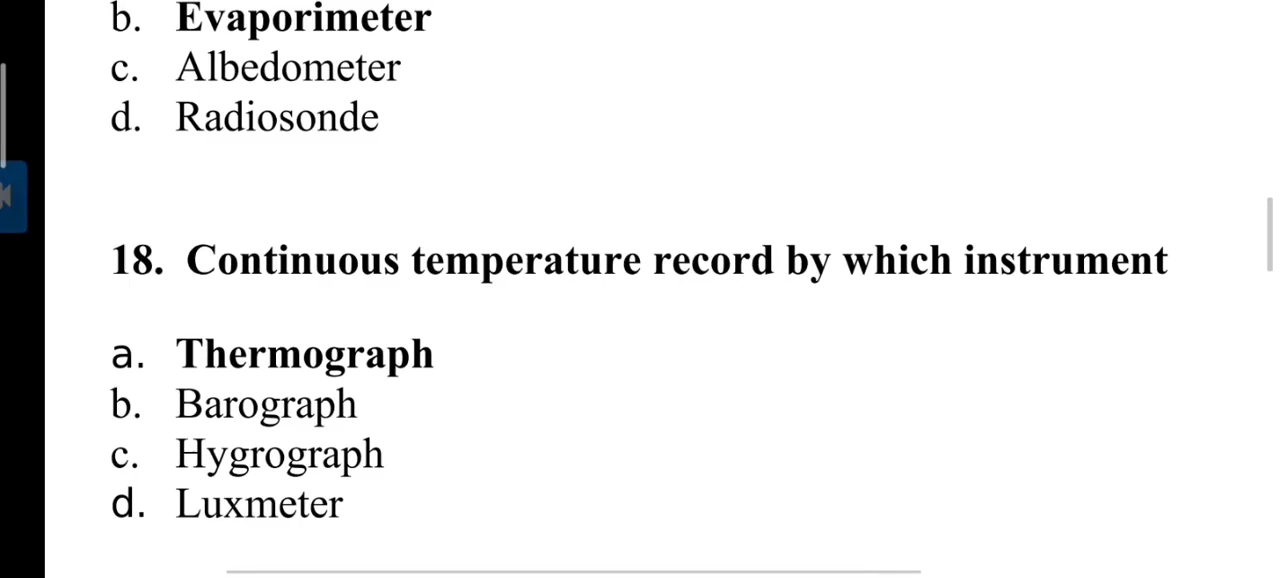 b. Evaporimeter
c. Albedometer
d. Radiosonde
18. Continuous temperature record by which instrument
a. Thermograph
b. Barograph
c. Hygrograph
d. Luxmeter